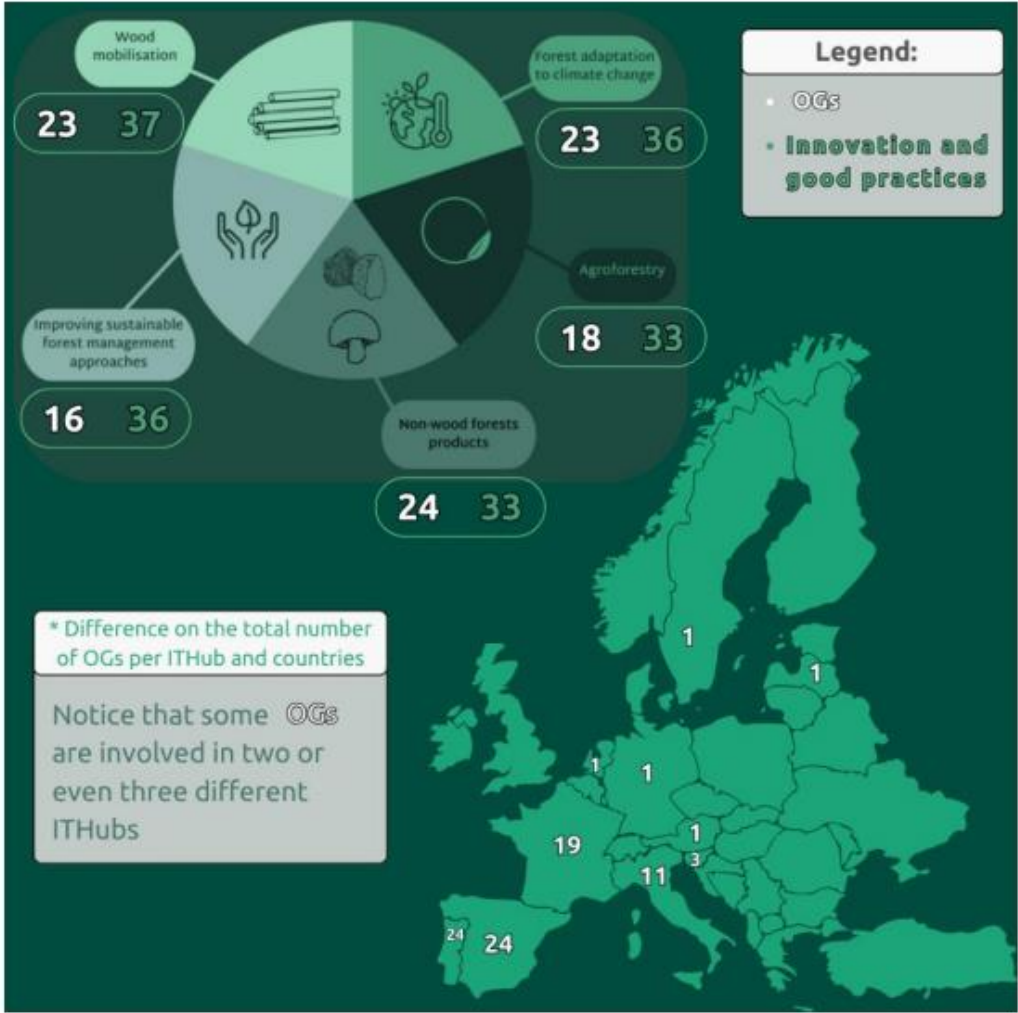 Wood
mobilisation
23 37
Forest adaptation
to climate change
23 36
Legend:
OGs
Innovation and
good practices
Agroforestry
18 33
Improving sustainable
forest management
approaches
16 36
Non-wood forests
products
24 33
* Difference on the total number
of OGs per ITHub and countries
Notice that some OGs
are involved in two or
even three different
ITHubs
1
1
1
1
1
19
3
11
24
24